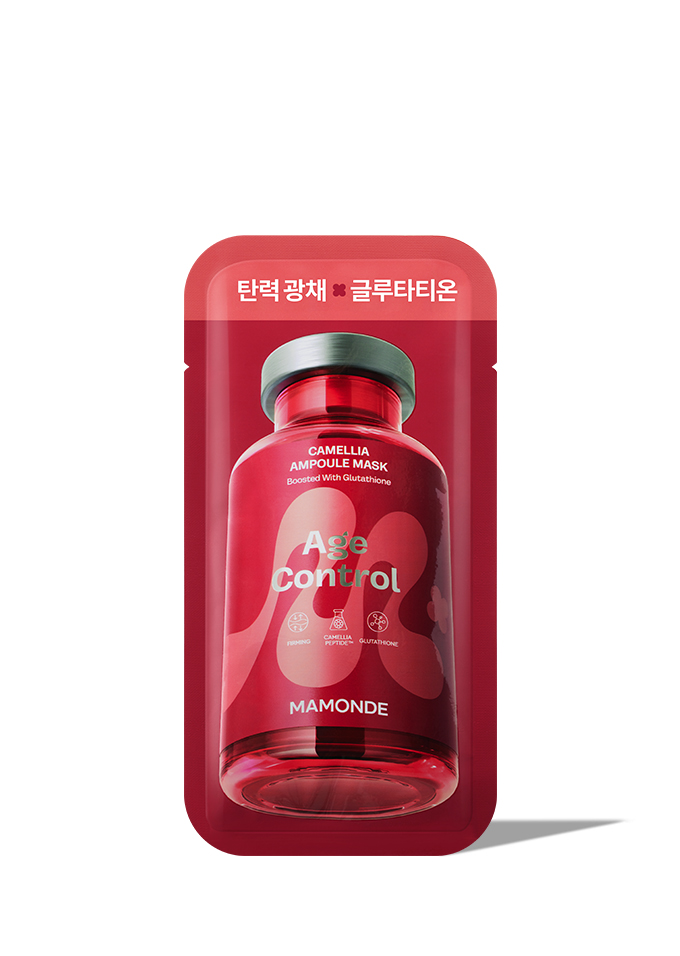 탄력 광채 글루타티온
CAMELLIA
AMPOULE MASK
Boosted With Glutathione
Age
Control
FIRMING
CAMELLIA
PEPTIDE™
GLUTATHIONE
MAMONDE